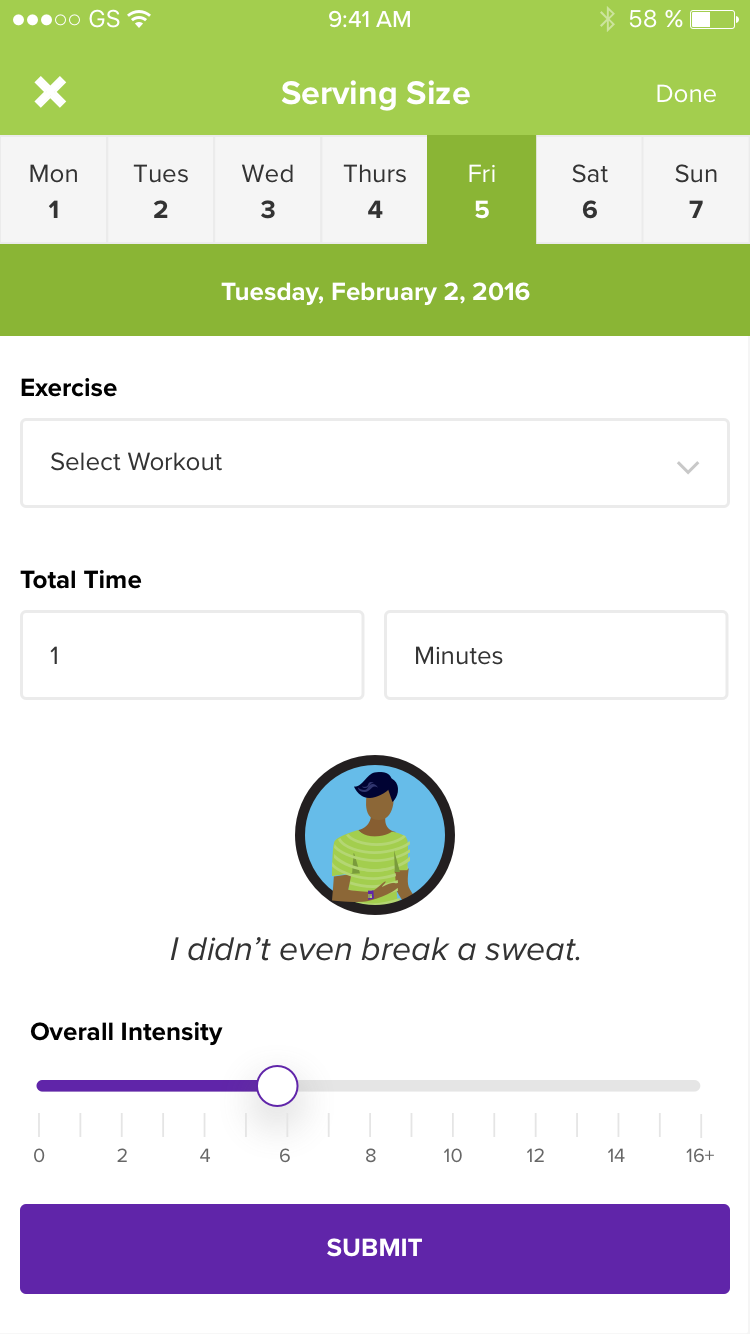 GS 9:41 AM 58 %
Serving Size Done
Mon Tues Wed Thurs Fri Sat Sun
1 2 3 4 5 6 7
Tuesday, February 2, 2016
Exercise
Select Workout
Total Time
1 Minutes
I didn’t even break a sweat.
Overall Intensity
0 2 4 6 8 10 12 14 16+
SUBMIT